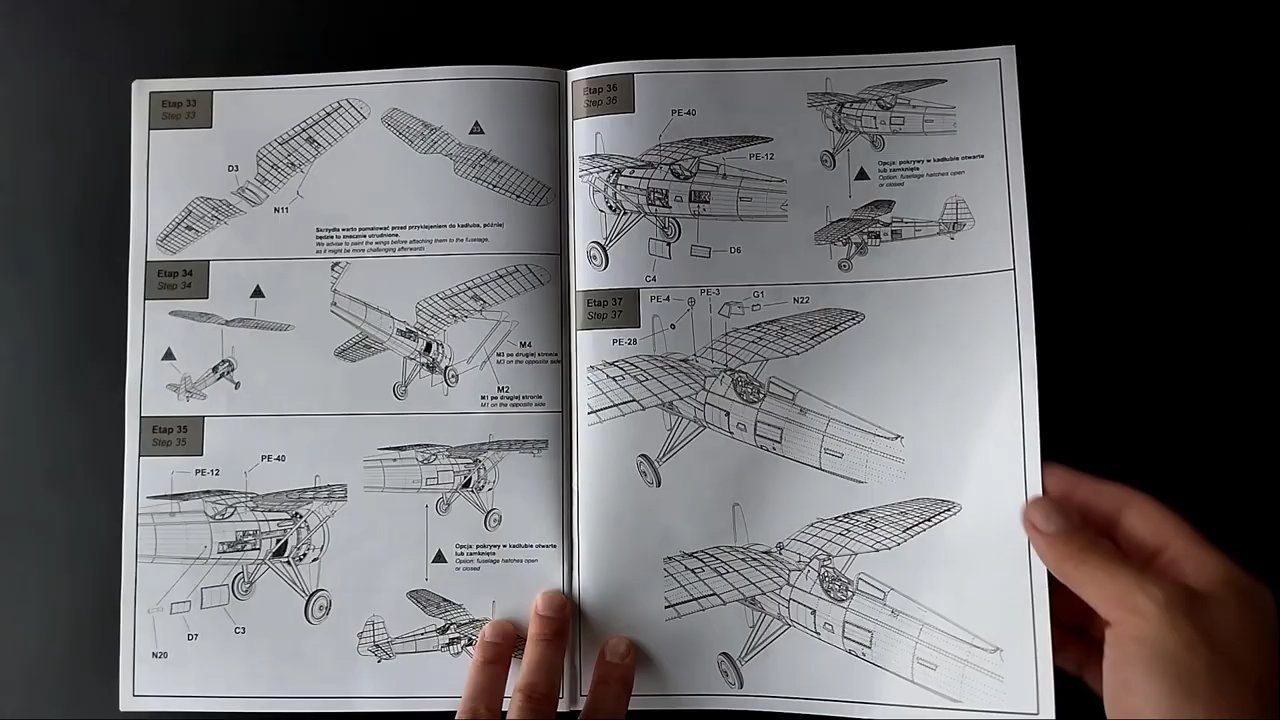 Etap 33
Step 33
D3
N11
33
Skrzydła warto pomalować przed przyklejeniem do kadłuba, później
będzie to znacznie utrudnione.
We advise to paint the wings before attaching them to the fuselage,
as it might be more challenging afterwards
Etap 34
Step 34
M4
M3 po drugiej stronie
M3 on the opposite side
M2
M1 po drugiej stronie
M1 on the opposite side
Etap 35
Step 35
PE-12
PE-40
N20
D7
C3
Opcja: pokrywy w kadłubie otwarte
lub zamknięte
Option: fuselage hatches open
or closed
Etap 36
Step 36
PE-40
PE-12
C4
D6
Opcja: pokrywy w kadłubie otwarte
lub zamknięte
Option: fuselage hatches open
or closed
Etap 37
Step 37
PE-4
PE-3
G1
N22
PE-28